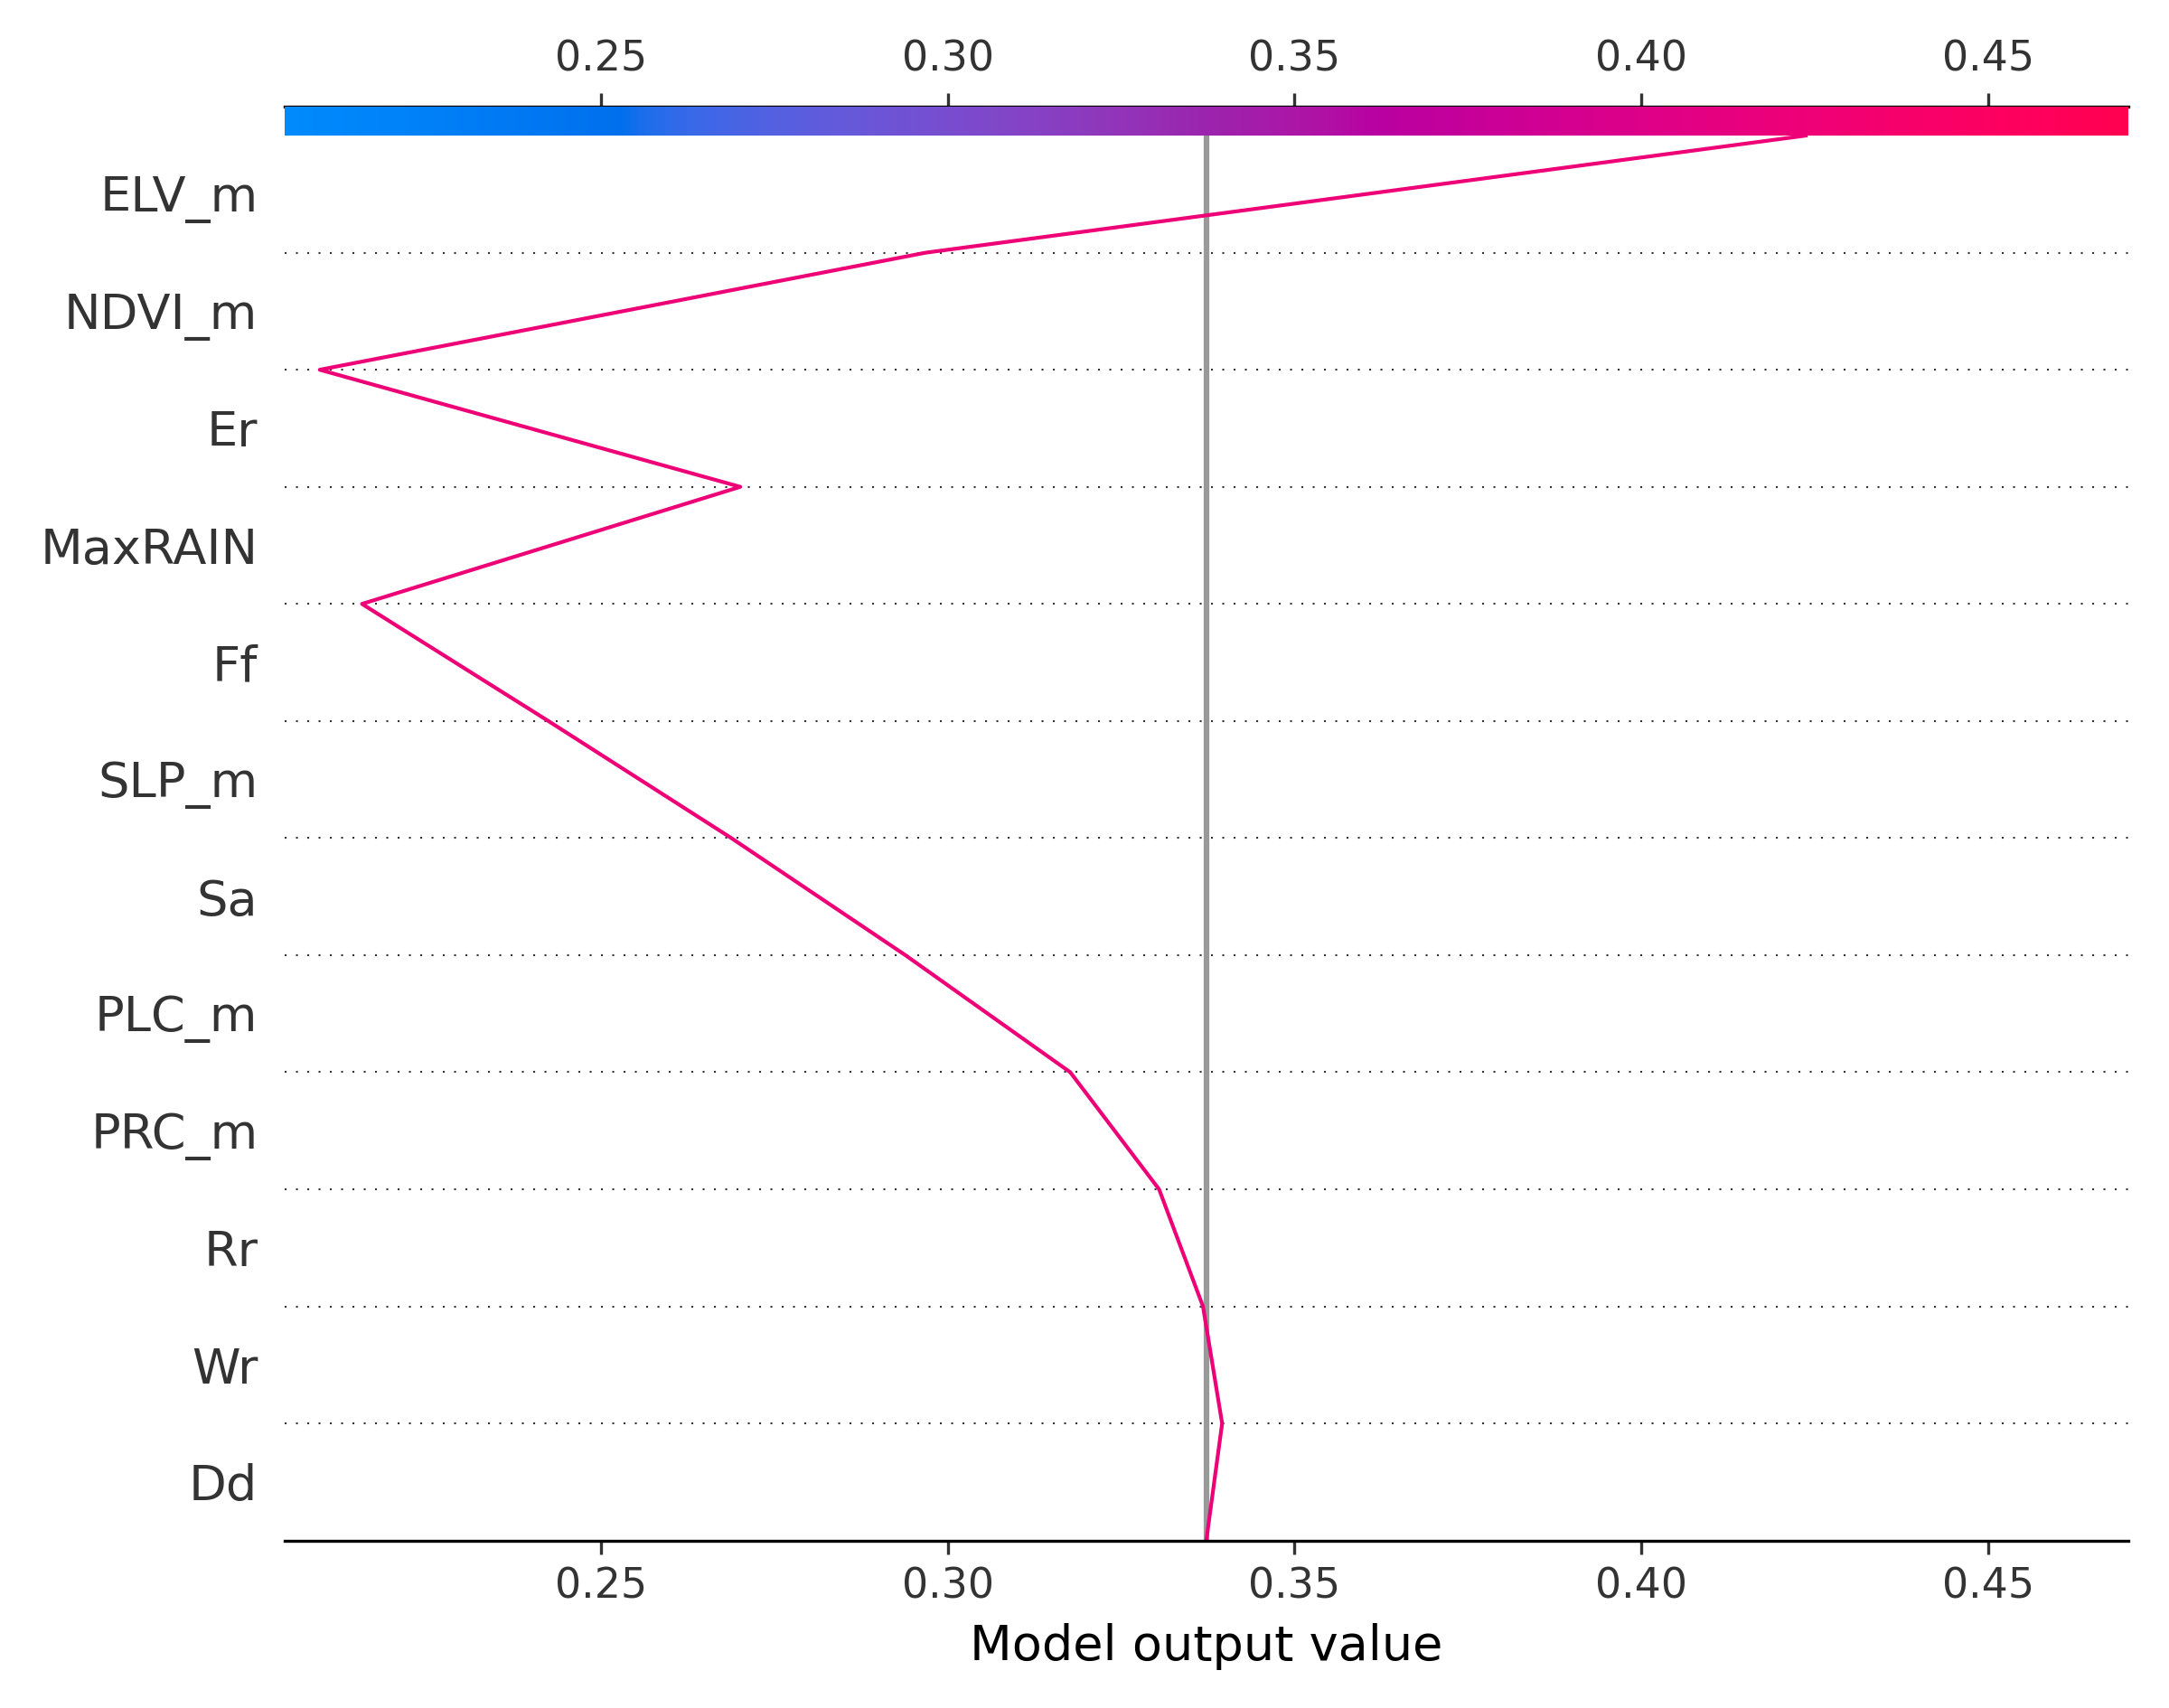 0.25 0.30 0.35 0.40 0.45
ELV_m
NDVI_m
Er
MaxRAIN
Ff
SLP_m
Sa
PLC_m
PRC_m
Rr
Wr
Dd
0.25 0.30 0.35 0.40 0.45
Model output value